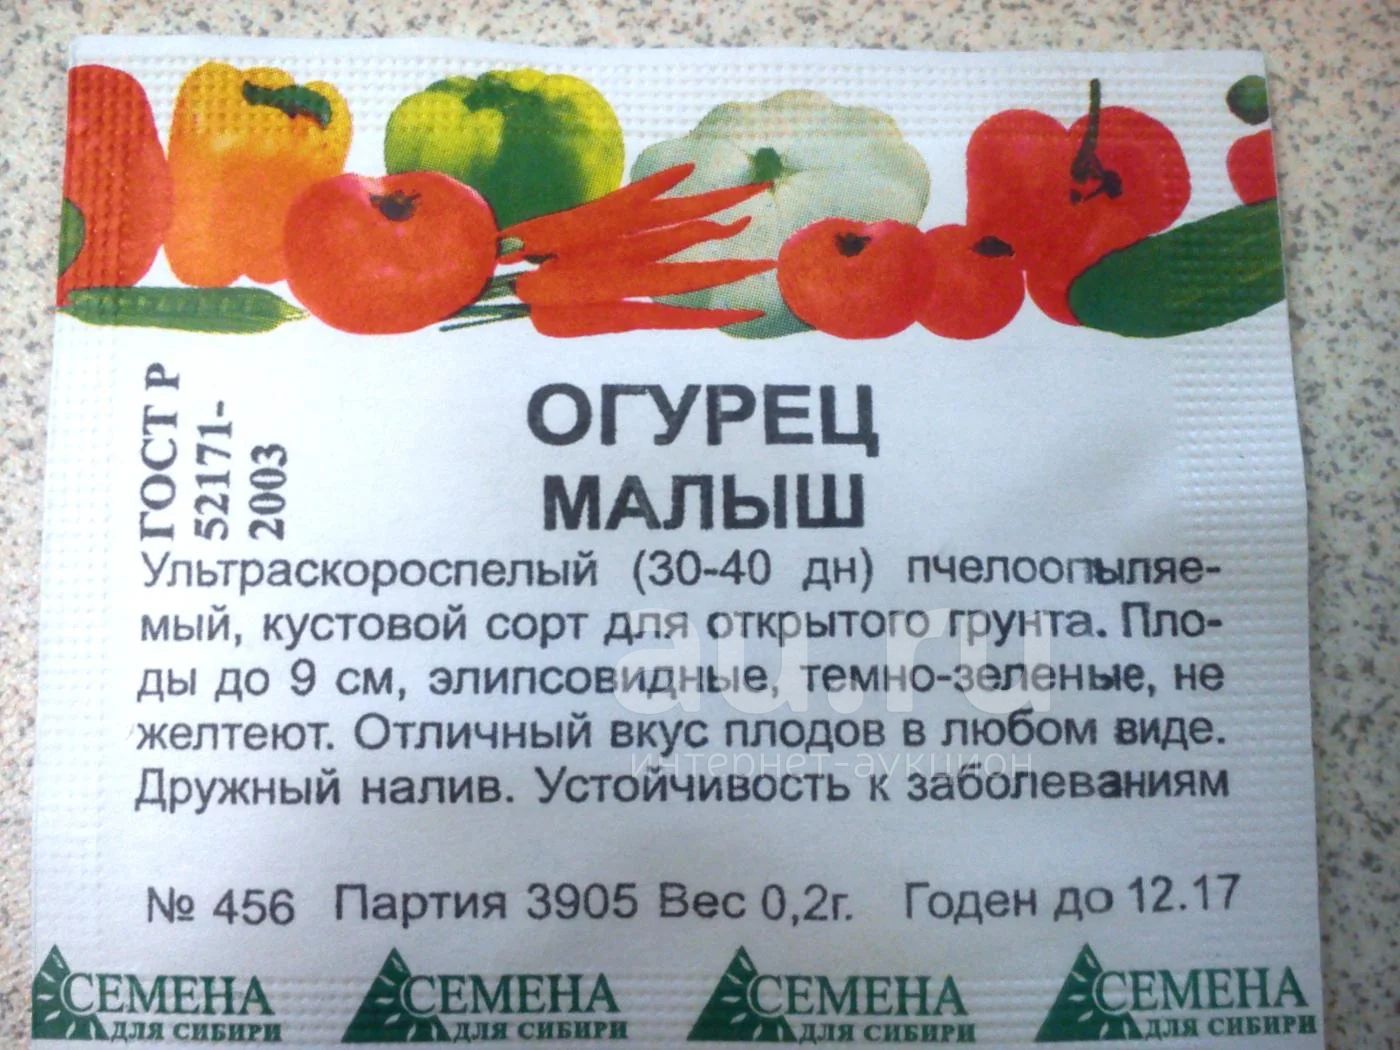 ГОСТ Р
52171-
2003
ОГУРЕЦ
МАЛЫШ
Ультраскороспелый (30-40 дн) пчелоопыляе-
мый, кустовой сорт для открытого грунта. Пло-
ды до 9 см, элипсовидные, темно-зеленые, не
желтеют. Отличный вкус плодов в любом виде.
Дружный налив. Устойчивость к заболеваниям
au.ru
интернет-аукцион
№ 456 Партия 3905 Вес 0,2г. Годен до 12.17
СЕМЕНА СЕМЕНА СЕМЕНА СЕМЕНА
ДЛЯ СИБИРИ ДЛЯ СИБИРИ ДЛЯ СИБИРИ ДЛЯ СИБИРИ